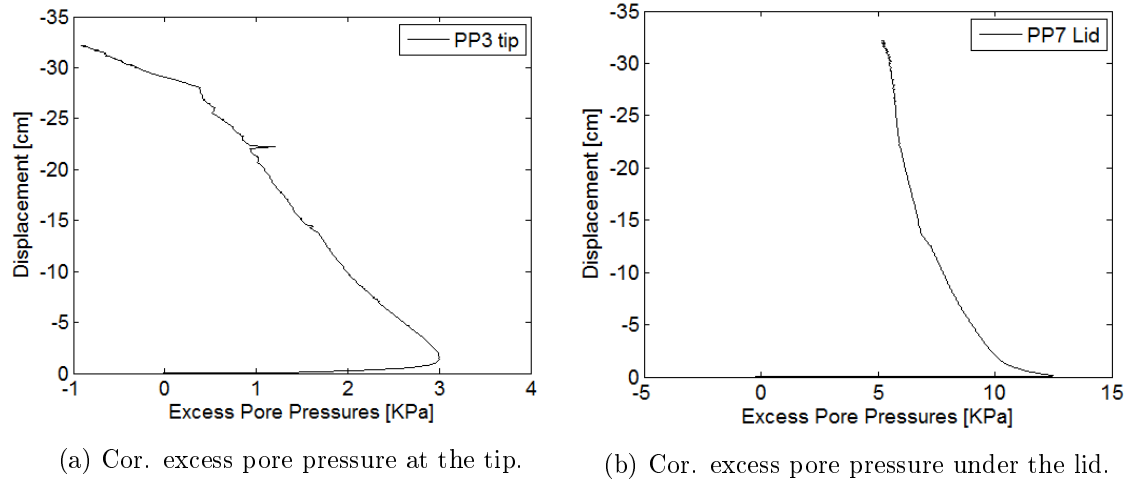 -35
-30
-25
-20
-15
-10
-5
0
Displacement [cm]
PP3 tip
-1 0 1 2 3 4
Excess Pore Pressures [KPa]
(a) Cor. excess pore pressure at the tip.
-35
-30
-25
-20
-15
-10
-5
0
Displacement [cm]
PP7 Lid
-5 0 5 10 15
Excess Pore Pressures [KPa]
(b) Cor. excess pore pressure under the lid.